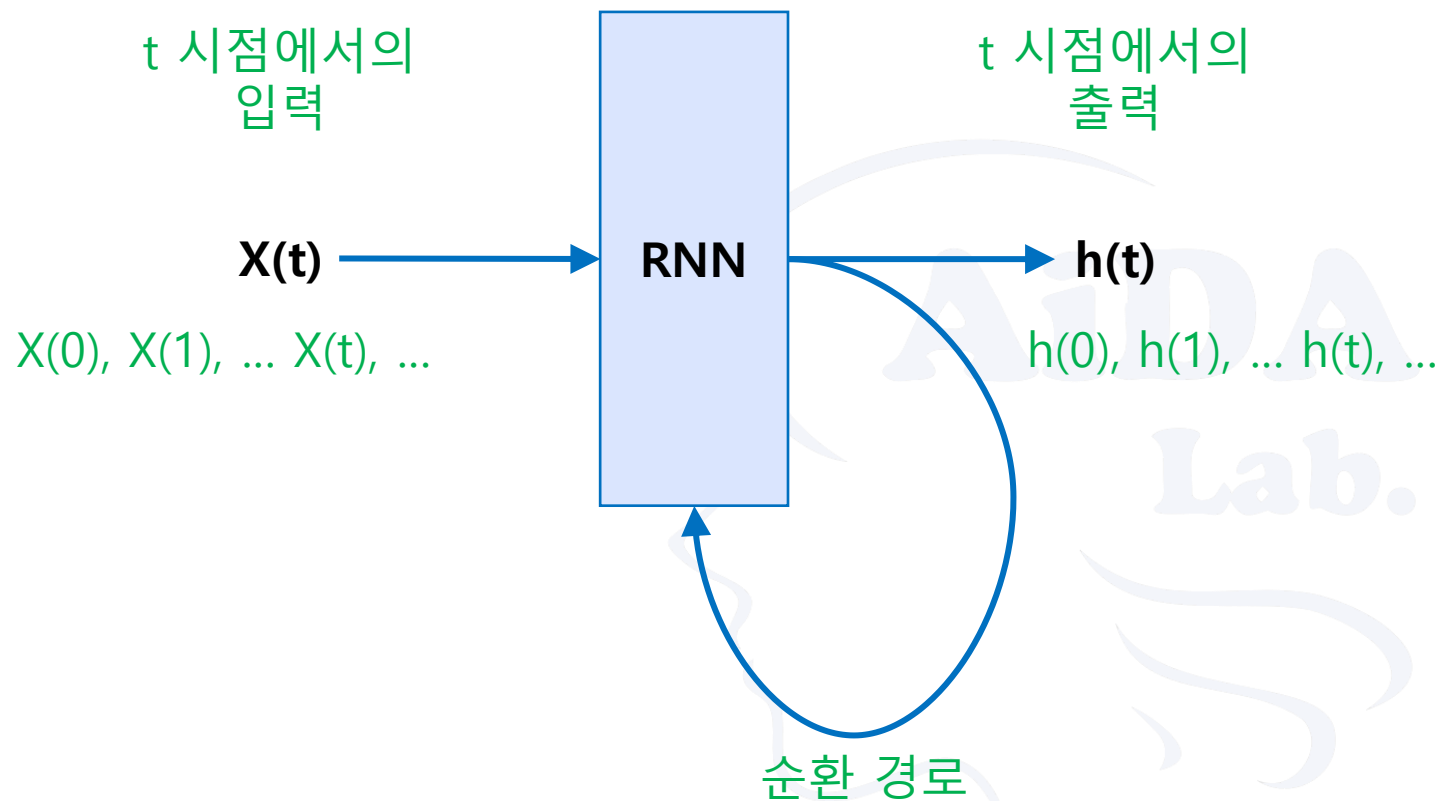 t 시점에서의
입력
t 시점에서의
출력
X(t)
RNN
h(t)
X(0), X(1), ... X(t), ...
h(0), h(1), ... h(t), ...
순환 경로
AiDA
Lab.